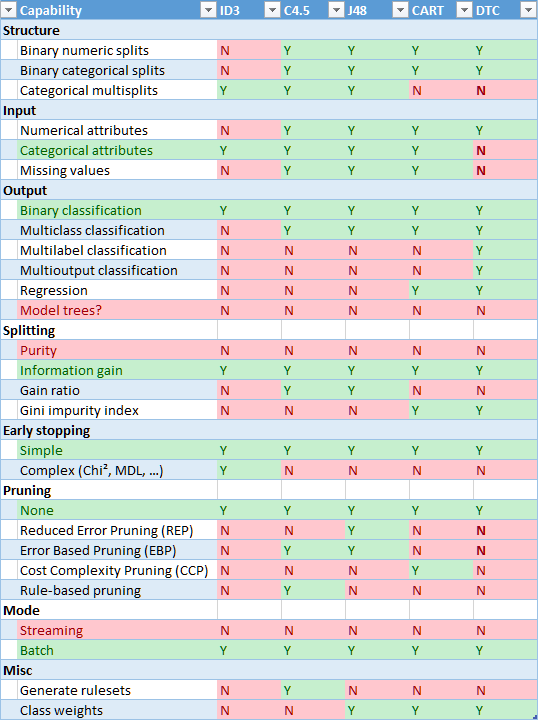 Capability ID3 C4.5 J48 CART DTC
Structure
Binary numeric splits N Y Y Y Y
Binary categorical splits N Y Y Y Y
Categorical multisplits Y Y Y N N
Input
Numerical attributes N Y Y Y Y
Categorical attributes Y Y Y Y N
Missing values N Y Y Y N
Output
Binary classification Y Y Y Y Y
Multiclass classification N Y Y Y Y
Multilabel classification N N N N Y
Multioutput classification N N N N Y
Regression N N N Y Y
Model trees? N N N N N
Splitting
Purity N N N N N
Information gain Y Y Y Y Y
Gain ratio N Y Y N N
Gini impurity index N N N Y Y
Early stopping
Simple Y Y Y Y Y
Complex (Chi², MDL, ...) Y N N N N
Pruning
None Y Y Y Y Y
Reduced Error Pruning (REP) N N Y N N
Error Based Pruning (EBP) N Y Y N N
Cost Complexity Pruning (CCP) N N N Y N
Rule-based pruning N Y N N N
Mode
Streaming N N N N N
Batch Y Y Y Y Y
Misc
Generate rulesets N Y N N N
Class weights N N Y Y Y